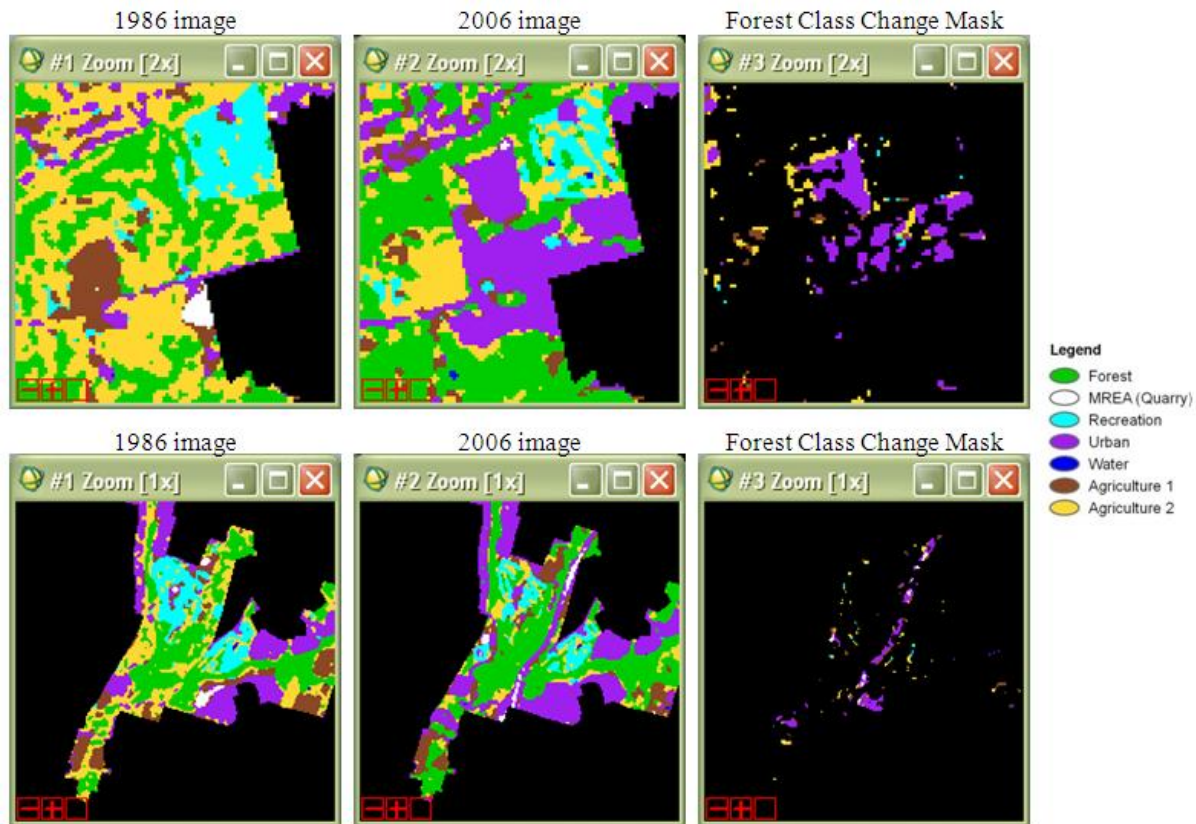 1986 image
2006 image
Forest Class Change Mask
#1 Zoom [2x]
#2 Zoom [2x]
#3 Zoom [2x]
Legend
Forest
MREA (Quarry)
Recreation
Urban
Water
Agriculture 1
Agriculture 2
1986 image
2006 image
Forest Class Change Mask
#1 Zoom [1x]
#2 Zoom [1x]
#3 Zoom [1x]